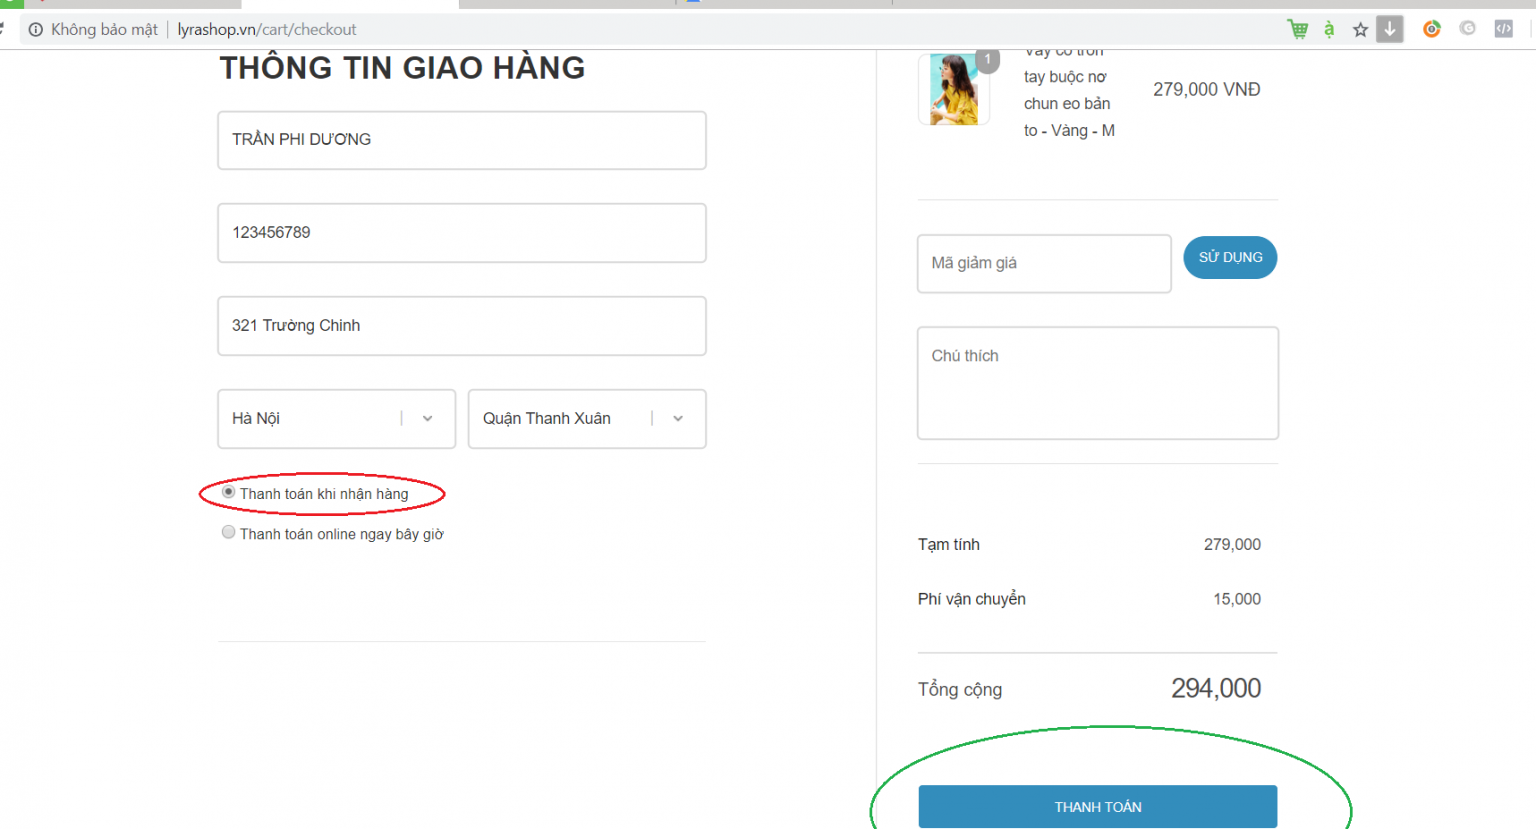 Không bảo mật | lyrashop.vn/cart/checkout
THÔNG TIN GIAO HÀNG
TRẦN PHI DƯƠNG
123456789
321 Trường Chinh
Hà Nội
Quận Thanh Xuân
Thanh toán khi nhận hàng
Thanh toán online ngay bây giờ
1
Váy cổ tròn
tay buộc nơ
chun eo bản
to - Vàng - M
279,000 VNĐ
Mã giảm giá
SỬ DỤNG
Chú thích
Tạm tính 279,000
Phí vận chuyển 15,000
Tổng cộng 294,000
THANH TOÁN